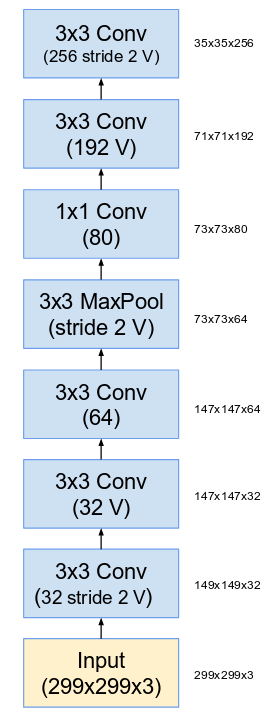 3x3 Conv
(256 stride 2 V)
35x35x256
3x3 Conv
(192 V)
71x71x192
1x1 Conv
(80)
73x73x80
3x3 MaxPool
(stride 2 V)
73x73x64
3x3 Conv
(64)
147x147x64
3x3 Conv
(32 V)
147x147x32
3x3 Conv
(32 stride 2 V)
149x149x32
Input
(299x299x3)
299x299x3